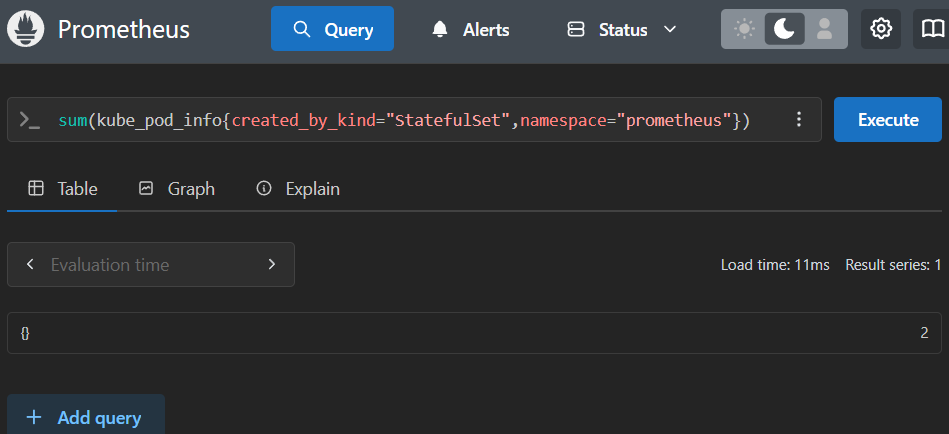 Prometheus Query Alerts Status
sum(kube_pod_info{created_by_kind="StatefulSet",namespace="prometheus"}) Execute
Table Graph Explain
Evaluation time Load time: 11ms Result series: 1
{} 2
Add query